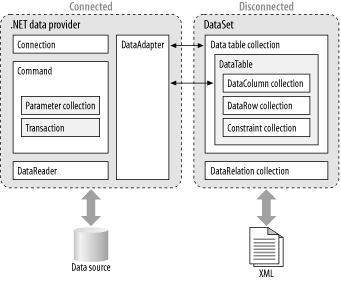 Connected
Disconnected
.NET data provider
Connection
Command
Parameter collection
Transaction
DataReader
DataAdapter
DataSet
Data table collection
DataTable
DataColumn collection
DataRow collection
Constraint collection
DataRelation collection
Data source
XML